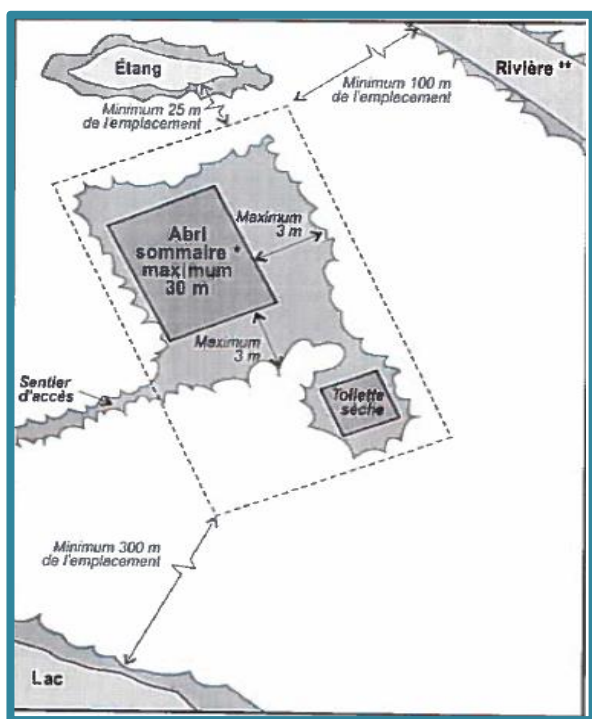 Étang
Rivière **
Minimum 25 m
de l'emplacement
Minimum 100 m
de l'emplacement
Abri
sommaire *
maximum
30 m
Maximum
3 m
Maximum
3 m
Sentier
d'accès
Toilette
sèche
Minimum 300 m
de l'emplacement
Lac